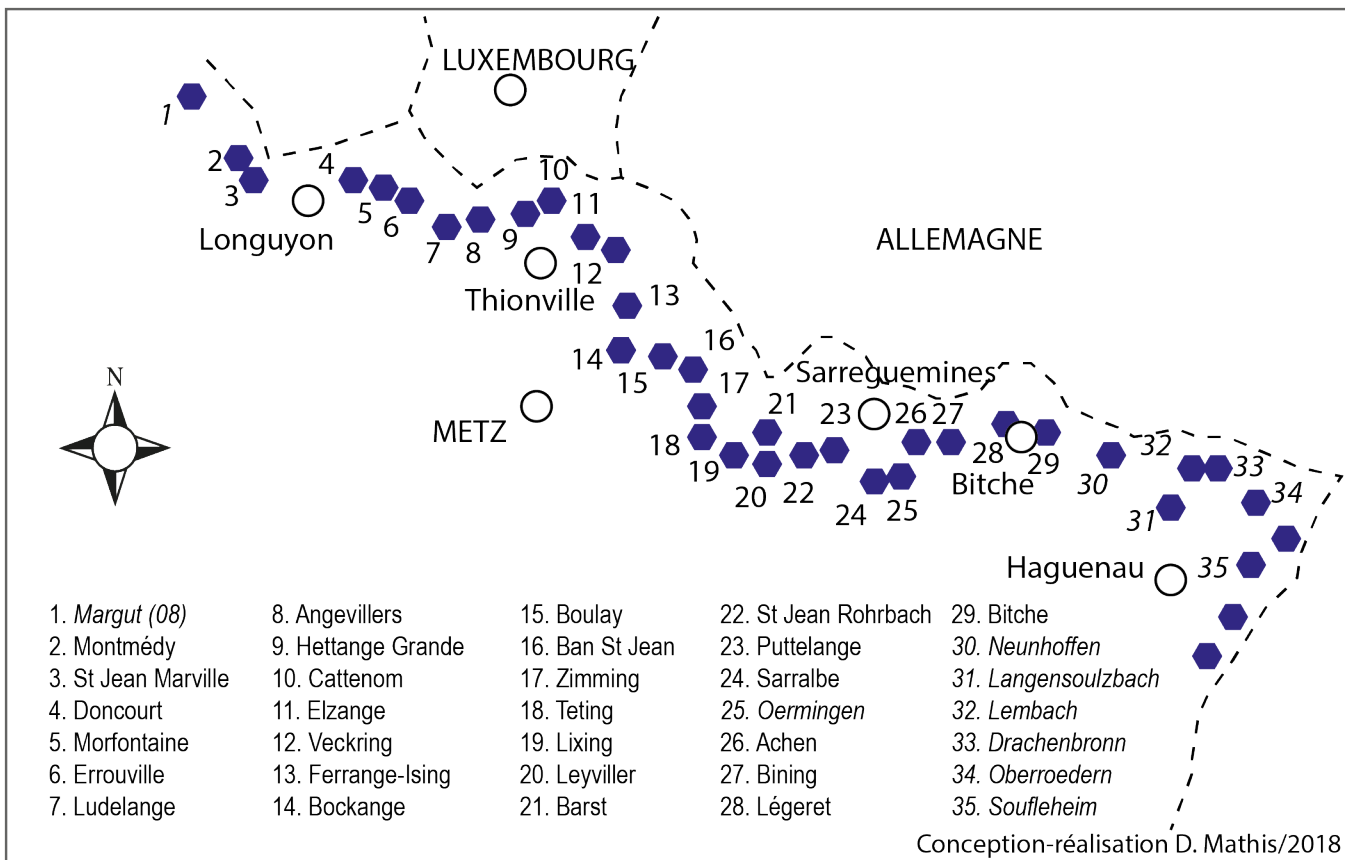 LUXEMBOURG
1
10
2
4
3
5
11
6
Longuyon
7
8
9
ALLEMAGNE
12
Thionville
13
N
16
14
15
Sarreguemines
17
METZ
21
23
26
27
18
28
29
32
19
20
22
24
25
Bitche
30
33
34
31
Haguenau
35
1. Margut (08)
2. Montmédy
3. St Jean Marville
4. Doncourt
5. Morfontaine
6. Errouville
7. Ludelange
8. Angevillers
9. Hettange Grande
10. Cattenom
11. Elzange
12. Veckring
13. Ferrange-Ising
14. Bockange
15. Boulay
16. Ban St Jean
17. Zimming
18. Teting
19. Lixing
20. Leyviller
21. Barst
22. St Jean Rohrbach
23. Puttelange
24. Sarralbe
25. Oermingen
26. Achen
27. Bining
28. Légeret
29. Bitche
30. Neunhoffen
31. Langensoulzbach
32. Lembach
33. Drachenbronn
34. Oberroedern
35. Soufleheim
Conception-réalisation D. Mathis/2018